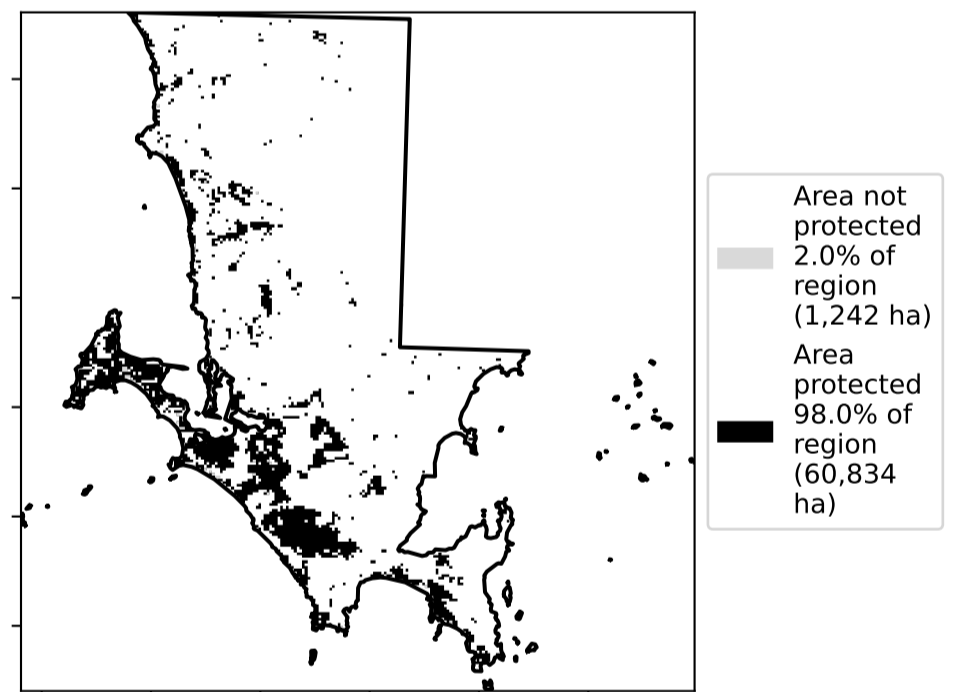 Area not
protected
2.0% of
region
(1,242 ha)
Area
protected
98.0% of
region
(60,834
ha)